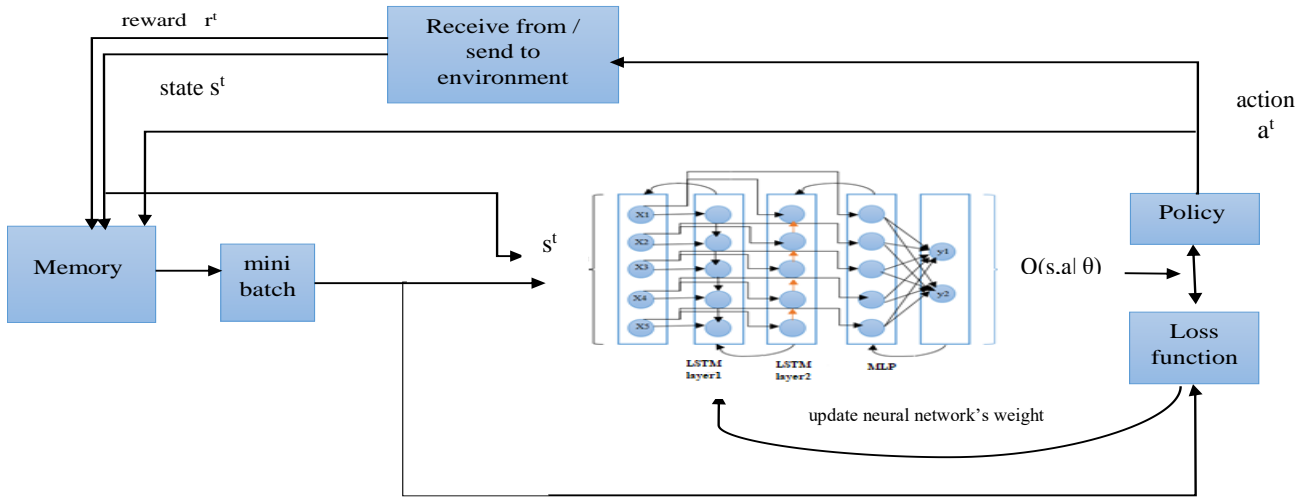 reward r^t
Receive from /
send to
environment
state s^t
action
a^t
Memory
mini
batch
s^t
X1
X2
X3
X4
X5
y1
y2
LSTM
layer1
LSTM
layer2
MLP
Policy
Q(s,a| θ)
Loss
function
update neural network’s weight